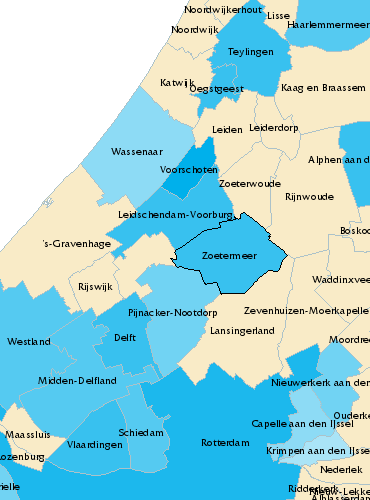 Noordwijkerhout
Lisse
Noordwijk
Haarlemmermeer
Teylingen
Katwijk
Oegstgeest
Kaag en Braassem
Leiden
Leiderdorp
Wassenaar
Alphen aan d
Voorschoten
Zoeterwoude
Rijnwoude
Leidschendam-Voorburg
Boskoo
's-Gravenhage
Zoetermeer
Waddinxvee
Rijswijk
Pijnacker-Nootdorp
Zevenhuizen-Moerkapelle
Lansingerland
Westland
Delft
Moordre
Midden-Delfland
Nieuwerkerk aan den
Ouderke
Capelle aan den IJssel
Maassluis
Schiedam
Vlaardingen
Rotterdam
Krimpen aan den IJsse
ozenburg
Nederlek
rielle
Ridderkerk
Nieuw-Lekke
Alblasserdam